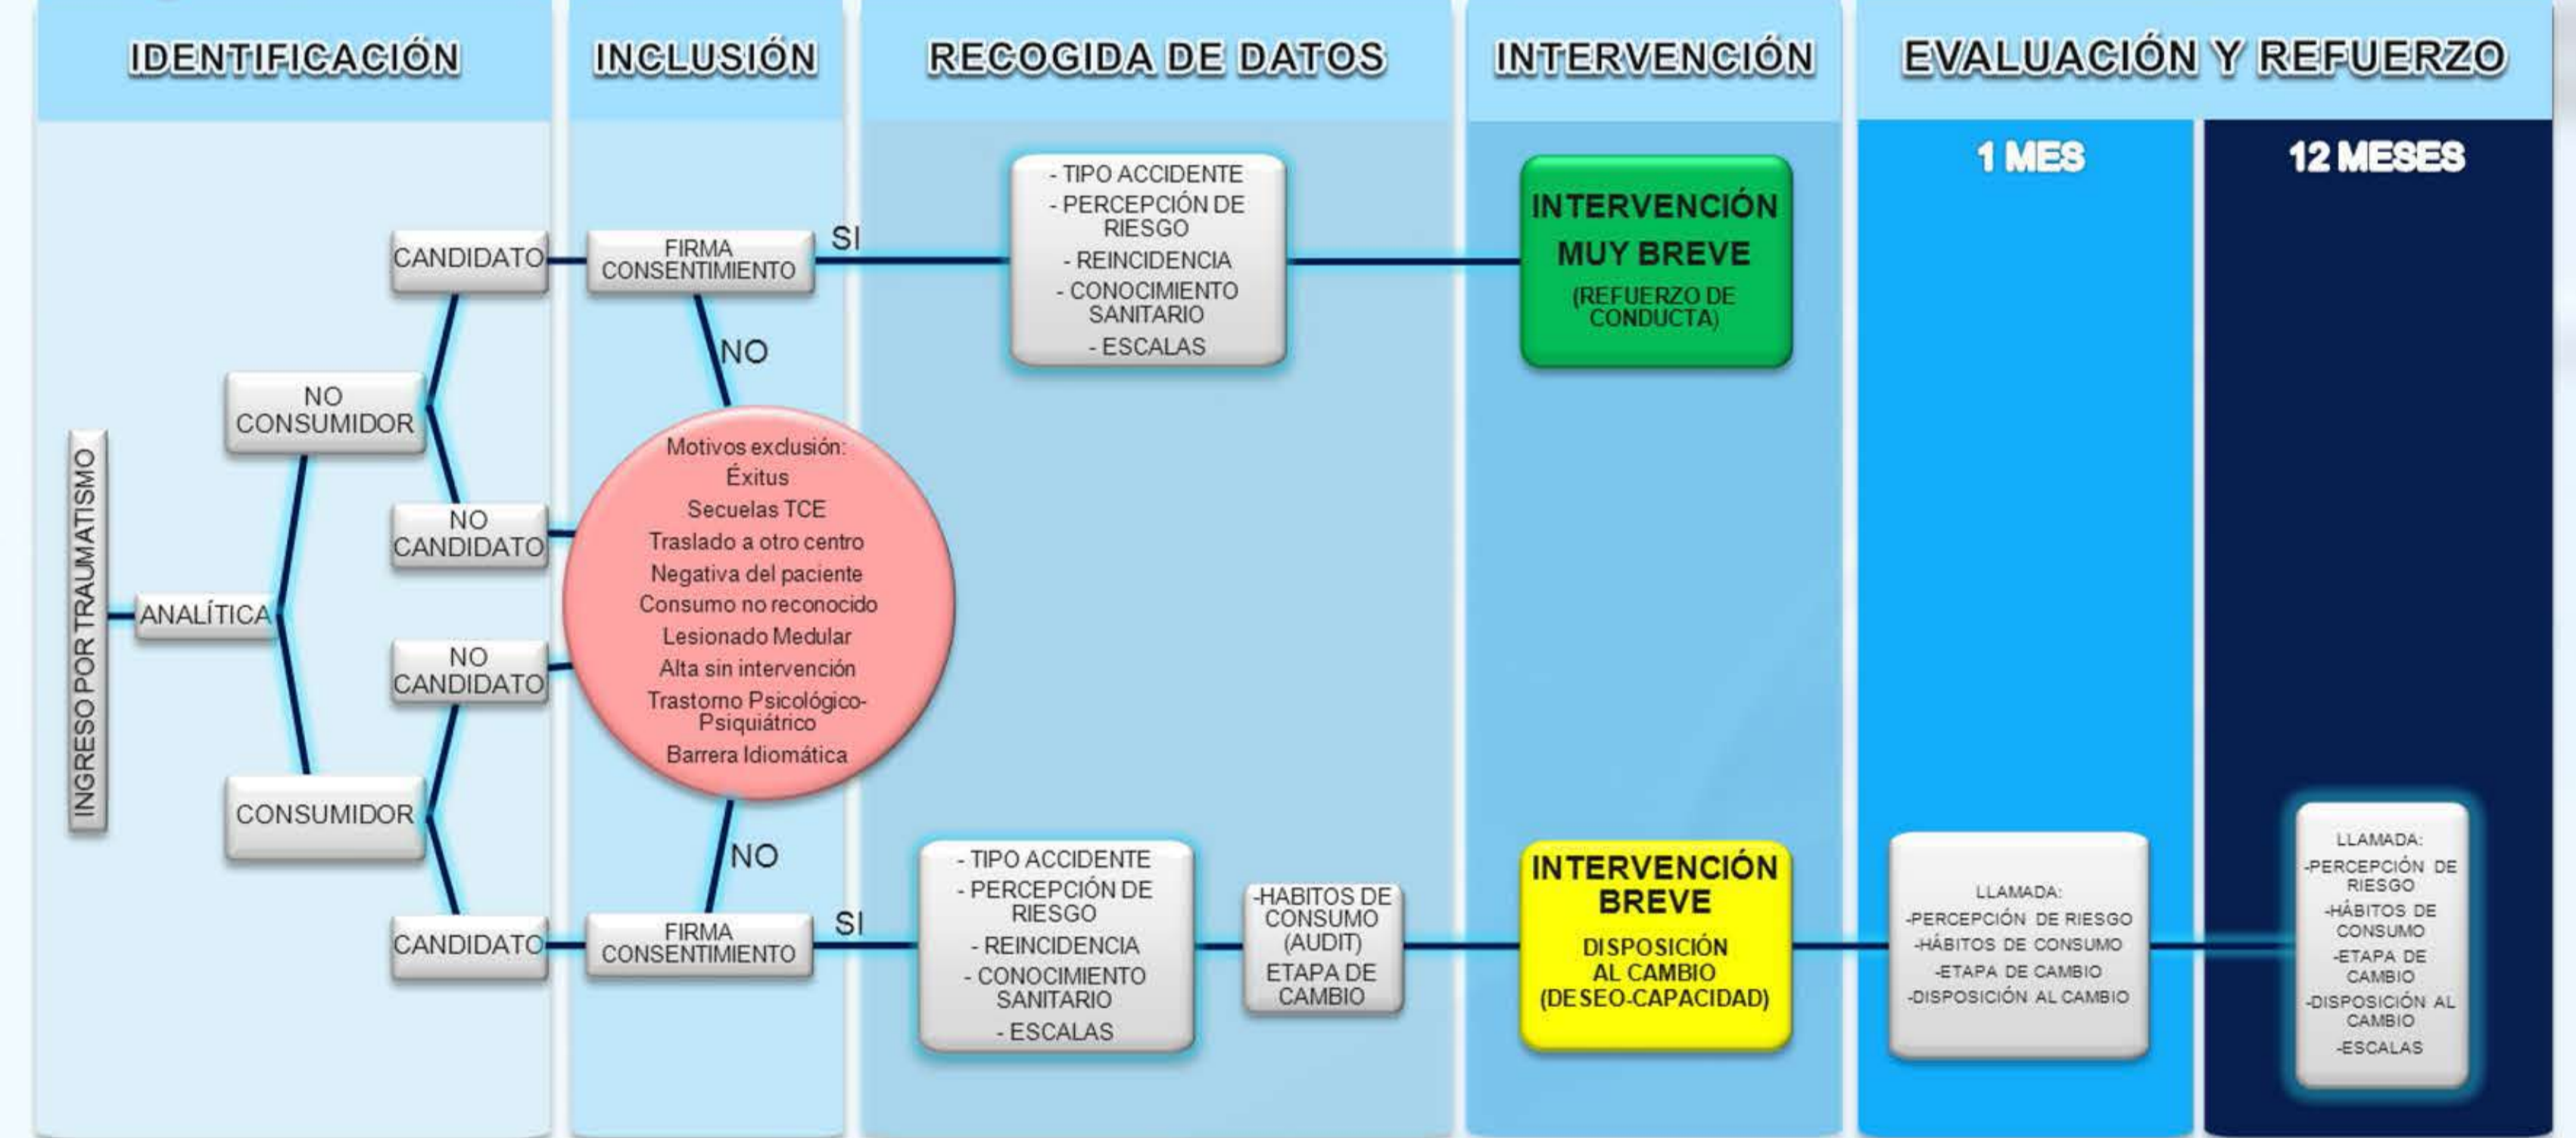 IDENTIFICACIÓN
INCLUSIÓN
RECOGIDA DE DATOS
INTERVENCIÓN
EVALUACIÓN Y REFUERZO
1 MES
12 MESES
INGRESO POR TRAUMATISMO
ANALÍTICA
NO
CONSUMIDOR
CONSUMIDOR
CANDIDATO
NO
CANDIDATO
NO
CANDIDATO
CANDIDATO
FIRMA
CONSENTIMIENTO
SI
NO
Motivos exclusión:
Éxitus
Secuelas TCE
Traslado a otro centro
Negativa del paciente
Consumo no reconocido
Lesionado Medular
Alta sin intervención
Trastorno Psicológico-
Psiquiátrico
Barrera Idiomática
NO
FIRMA
CONSENTIMIENTO
SI
- TIPO ACCIDENTE
- PERCEPCIÓN DE
RIESGO
- REINCIDENCIA
- CONOCIMIENTO
SANITARIO
- ESCALAS
INTERVENCIÓN
MUY BREVE
(REFUERZO DE
CONDUCTA)
- TIPO ACCIDENTE
- PERCEPCIÓN DE
RIESGO
- REINCIDENCIA
- CONOCIMIENTO
SANITARIO
- ESCALAS
-HABITOS DE
CONSUMO
(AUDIT)
ETAPA DE
CAMBIO
INTERVENCIÓN
BREVE
DISPOSICIÓN
AL CAMBIO
(DESEO-CAPACIDAD)
LLAMADA:
-PERCEPCIÓN DE RIESGO
-HÁBITOS DE CONSUMO
-ETAPA DE CAMBIO
-DISPOSICIÓN AL CAMBIO
LLAMADA:
-PERCEPCIÓN DE
RIESGO
-HÁBITOS DE
CONSUMO
-ETAPA DE
CAMBIO
-DISPOSICIÓN AL
CAMBIO
-ESCALAS